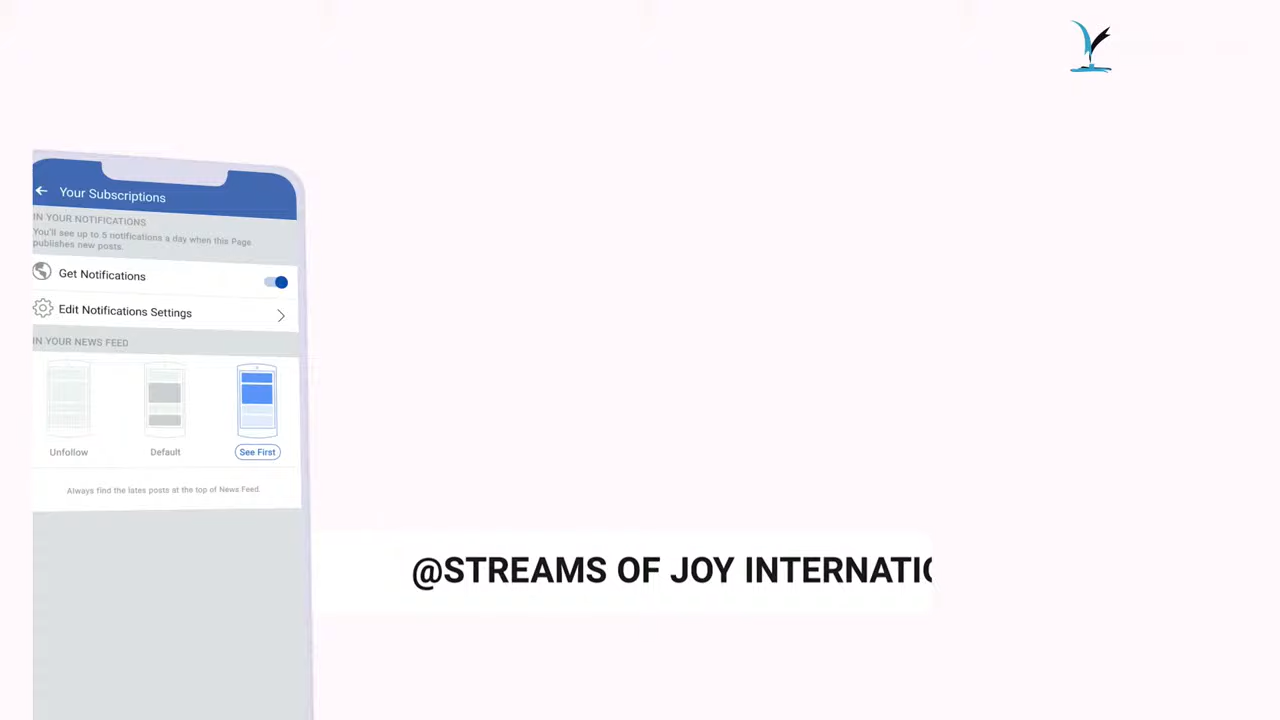 Your Subscriptions
IN YOUR NOTIFICATIONS
You'll see up to 5 notifications a day when this Page
publishes new posts.
Get Notifications
Edit Notifications Settings
IN YOUR NEWS FEED
Unfollow
Default
See First
Always find the lates posts at the top of News Feed.
@STREAMS OF JOY INTERNATIO